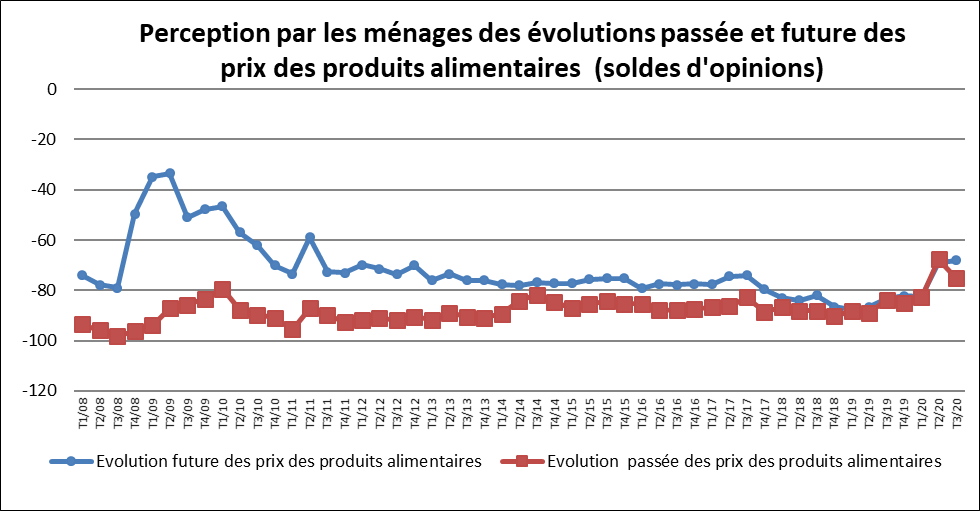 Perception par les ménages des évolutions passée et future des
prix des produits alimentaires (soldes d'opinions)
0
-20
-40
-60
-80
-100
-120
T1/08 T2/08 T3/08 T4/08 T1/09 T2/09 T3/09 T4/09 T1/10 T2/10 T3/10 T4/10 T1/11 T2/11 T3/11 T4/11 T1/12 T2/12 T3/12 T4/12 T1/13 T2/13 T3/13 T4/13 T1/14 T2/14 T3/14 T4/14 T1/15 T2/15 T3/15 T4/15 T1/16 T2/16 T3/16 T4/16 T1/17 T2/17 T3/17 T4/17 T1/18 T2/18 T3/18 T4/18 T1/19 T2/19 T3/19 T4/19 T1/20 T2/20 T3/20
Evolution future des prix des produits alimentaires Evolution passée des prix des produits alimentaires